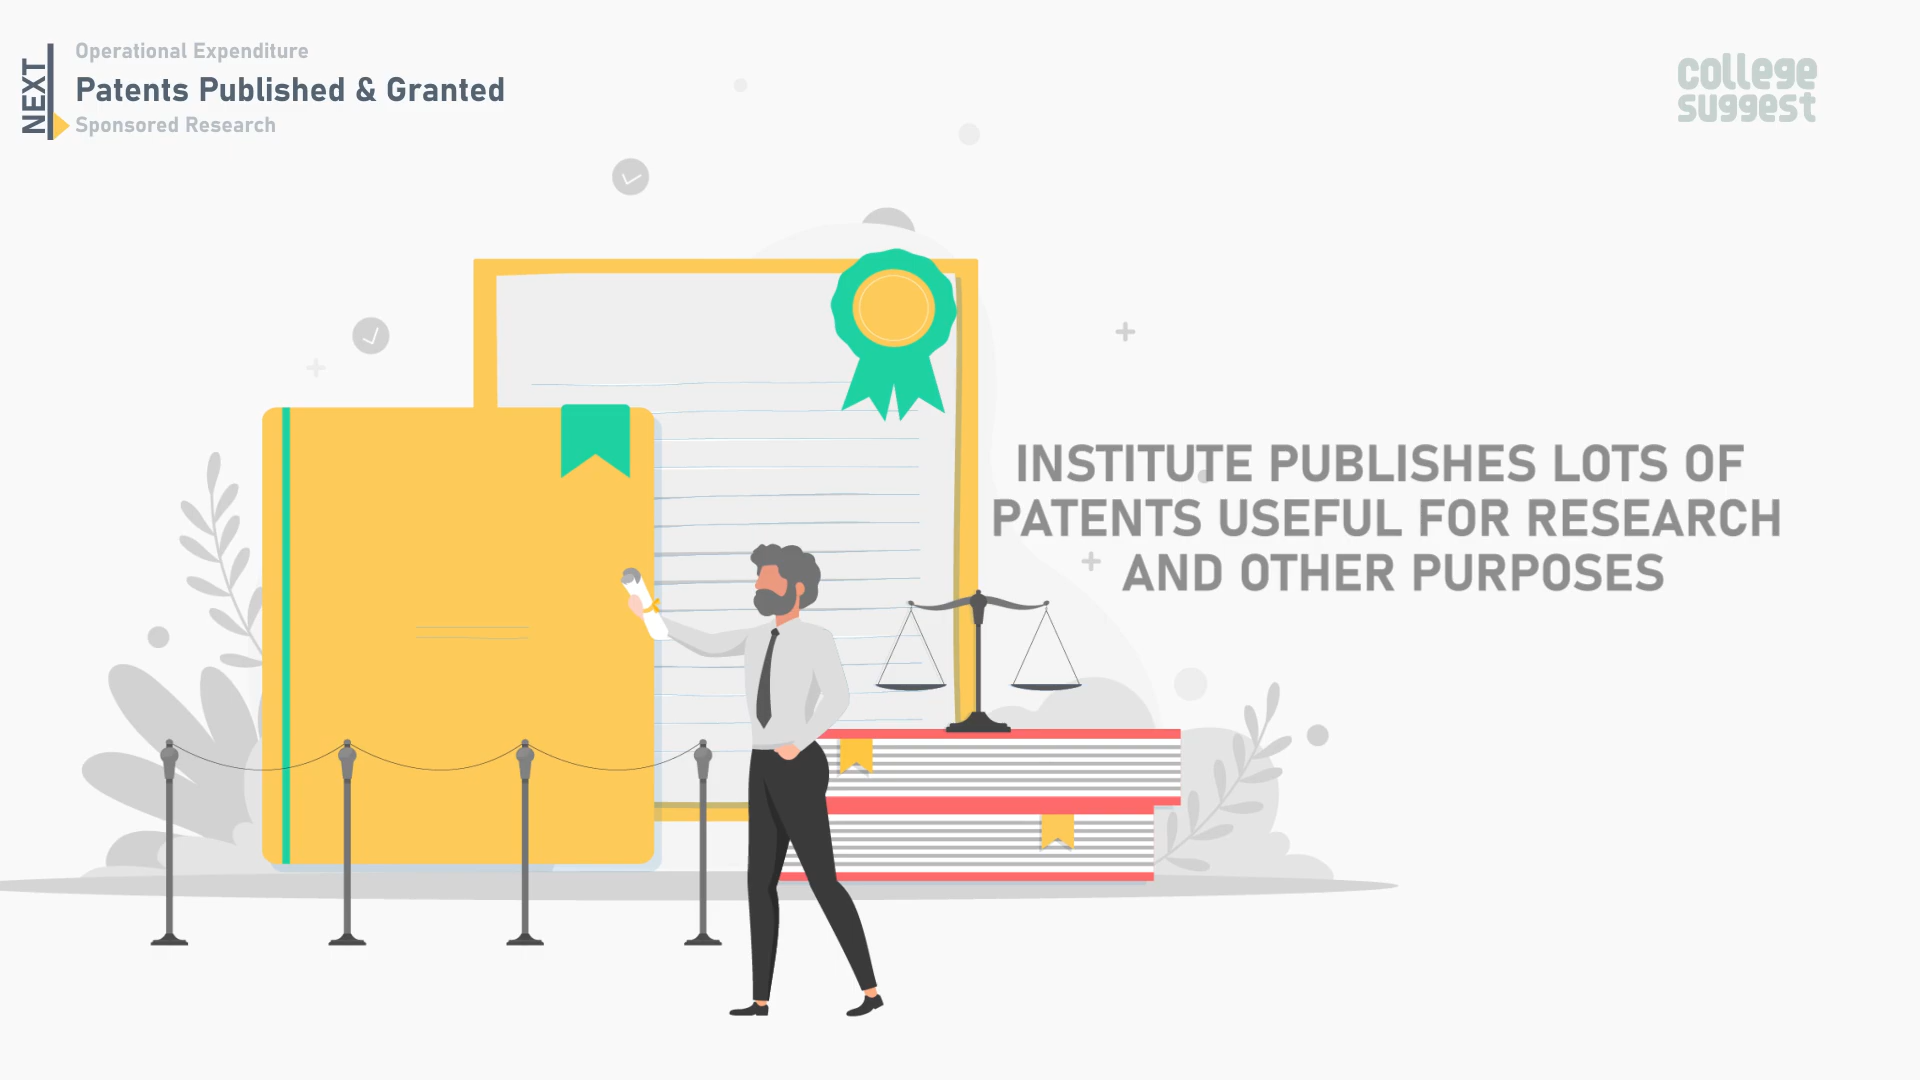 NEXT
Operational Expenditure
Patents Published & Granted
Sponsored Research
college
suggest
INSTITUTE PUBLISHES LOTS OF
PATENTS USEFUL FOR RESEARCH
AND OTHER PURPOSES